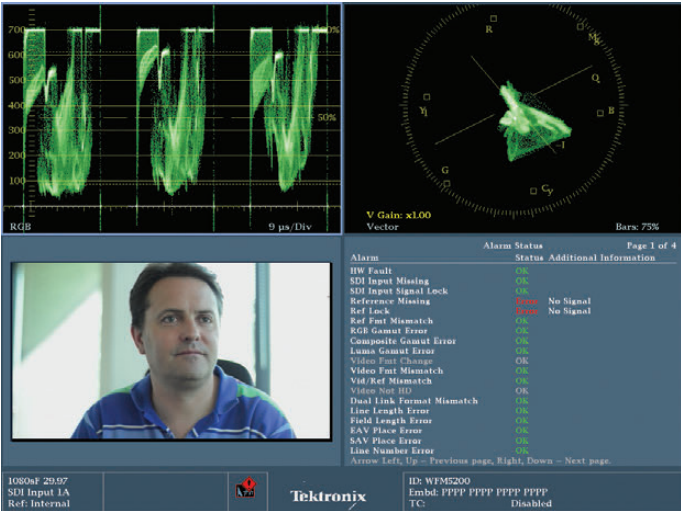 700
600
500
400
300
200
100
50%
RGB
9 µs/Div
R
Mg
Q
B
-I
Cy
G
Yl
V Gain: x1.00
Vector
Bars: 75%
Alarm Status Page 1 of 4
Alarm Status Additional Information
HW Fault OK
SDI Input Missing OK
SDI Input Signal Lock OK
Reference Missing Error No Signal
Ref Lock Error No Signal
Ref Fmt Mismatch OK
RGB Gamut Error OK
Composite Gamut Error OK
Luma Gamut Error OK
Video Fmt Change OK
Video Fmt Mismatch OK
Vid/Ref Mismatch OK
Video Not HD OK
Dual Link Format Mismatch OK
Line Length Error OK
Field Length Error OK
EAV Place Error OK
SAV Place Error OK
Line Number Error OK
Arrow Left, Up – Previous page, Right, Down – Next page.
1080sF 29.97
SDI Input 1A
Ref: Internal
Tektronix
ID: WFM5200
Embd: PPPP PPPP PPPP PPPP
TC: Disabled